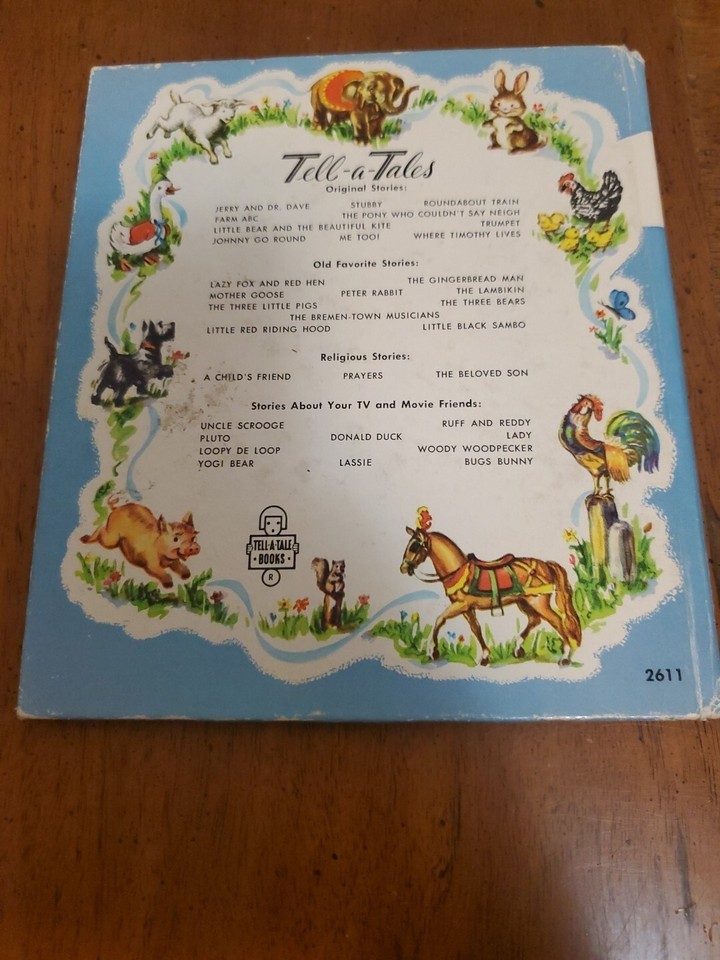 Tell-a-Tales
Original Stories:
JERRY AND DR. DAVE STUBBY ROUNDABOUT TRAIN
FARM ABC THE PONY WHO COULDN'T SAY NEIGH
LITTLE BEAR AND THE BEAUTIFUL KITE TRUMPET
JOHNNY GO ROUND ME TOO! WHERE TIMOTHY LIVES
Old Favorite Stories:
LAZY FOX AND RED HEN THE GINGERBREAD MAN
MOTHER GOOSE PETER RABBIT THE LAMBIKIN
THE THREE LITTLE PIGS THE THREE BEARS
THE BREMEN-TOWN MUSICIANS
LITTLE RED RIDING HOOD LITTLE BLACK SAMBO
Religious Stories:
A CHILD'S FRIEND PRAYERS THE BELOVED SON
Stories About Your TV and Movie Friends:
UNCLE SCROOGE RUFF AND REDDY
PLUTO DONALD DUCK LADY
LOOPY DE LOOP WOODY WOODPECKER
YOGI BEAR LASSIE BUGS BUNNY
TELL-A-TALE
• BOOKS •
R
2611